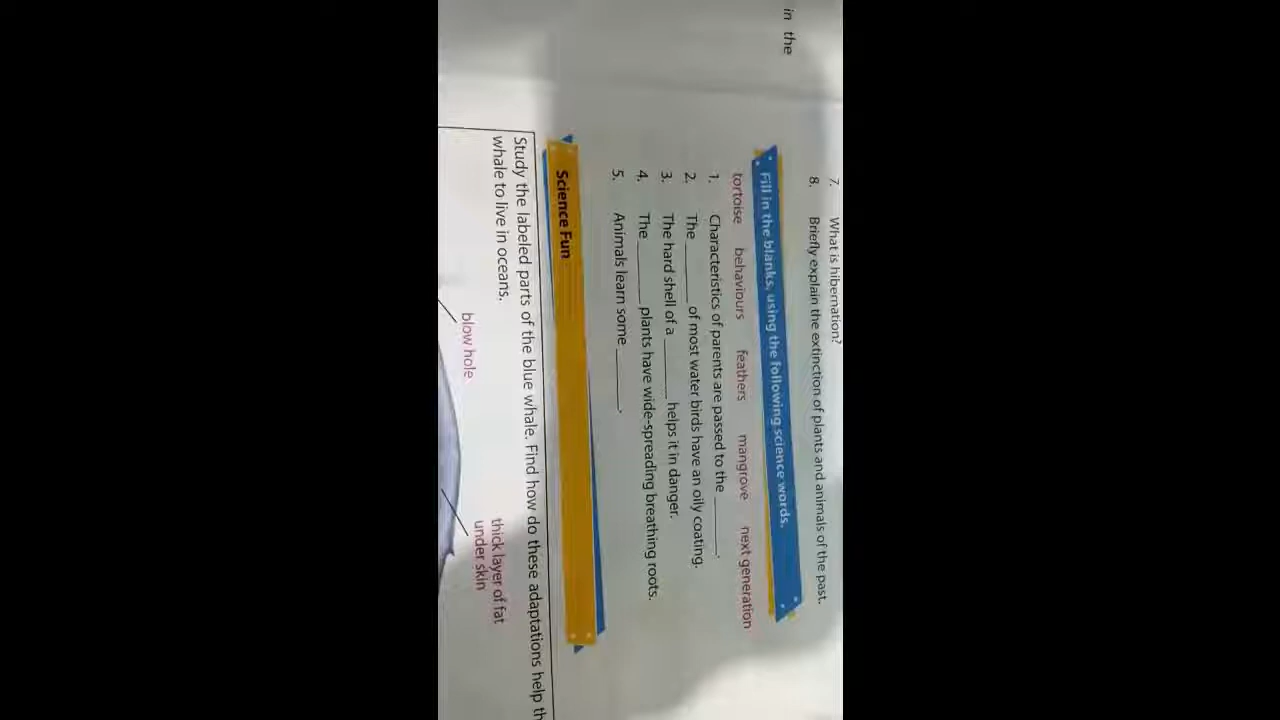 in the
7. What is hibernation?
8. Briefly explain the extinction of plants and animals of the past.
Fill in the blanks, using the following science words.
tortoise behaviours feathers mangrove next generation
1. Characteristics of parents are passed to the ________.
2. The ________ of most water birds have an oily coating.
3. The hard shell of a ________ helps it in danger.
4. The ________ plants have wide-spreading breathing roots.
5. Animals learn some ________.
Science Fun
Study the labeled parts of the blue whale. Find how do these adaptations help th
whale to live in oceans.
blow hole
thick layer of fat
under skin